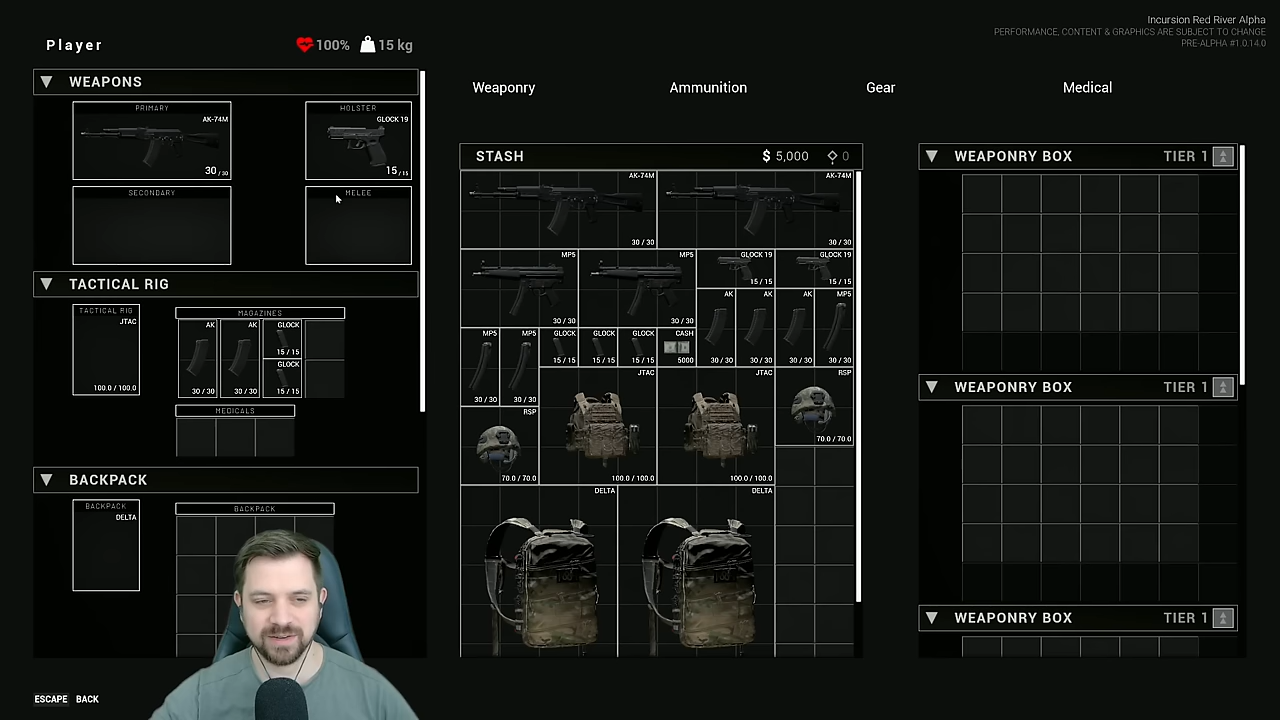 Player
100%
15 kg
Incursion Red River Alpha
PERFORMANCE, CONTENT & GRAPHICS ARE SUBJECT TO CHANGE
PRE-ALPHA #1.0.14.0
Weaponry
Ammunition
Gear
Medical
WEAPONS
PRIMARY
AK-74M
30/30
HOLSTER
GLOCK 19
15/15
SECONDARY
MELEE
TACTICAL RIG
TACTICAL RIG
JTAC
100.0 / 100.0
MAGAZINES
AK
30 / 30
AK
30 / 30
GLOCK
15 / 15
GLOCK
15 / 15
MEDICALS
BACKPACK
BACKPACK
DELTA
BACKPACK
STASH
$ 5,000
0
AK-74M
30 / 30
AK-74M
30 / 30
MP5
30 / 30
MP5
30 / 30
GLOCK 19
15 / 15
GLOCK 19
15 / 15
AK
30 / 30
AK
30 / 30
AK
30 / 30
MP5
30 / 30
MP5
30 / 30
MP5
30 / 30
GLOCK
15 / 15
GLOCK
15 / 15
GLOCK
15 / 15
CASH
5000
JTAC
100.0 / 100.0
JTAC
100.0 / 100.0
RSP
70.0 / 70.0
RSP
70.0 / 70.0
DELTA
DELTA
WEAPONRY BOX
TIER 1
WEAPONRY BOX
TIER 1
WEAPONRY BOX
TIER 1
ESCAPE BACK